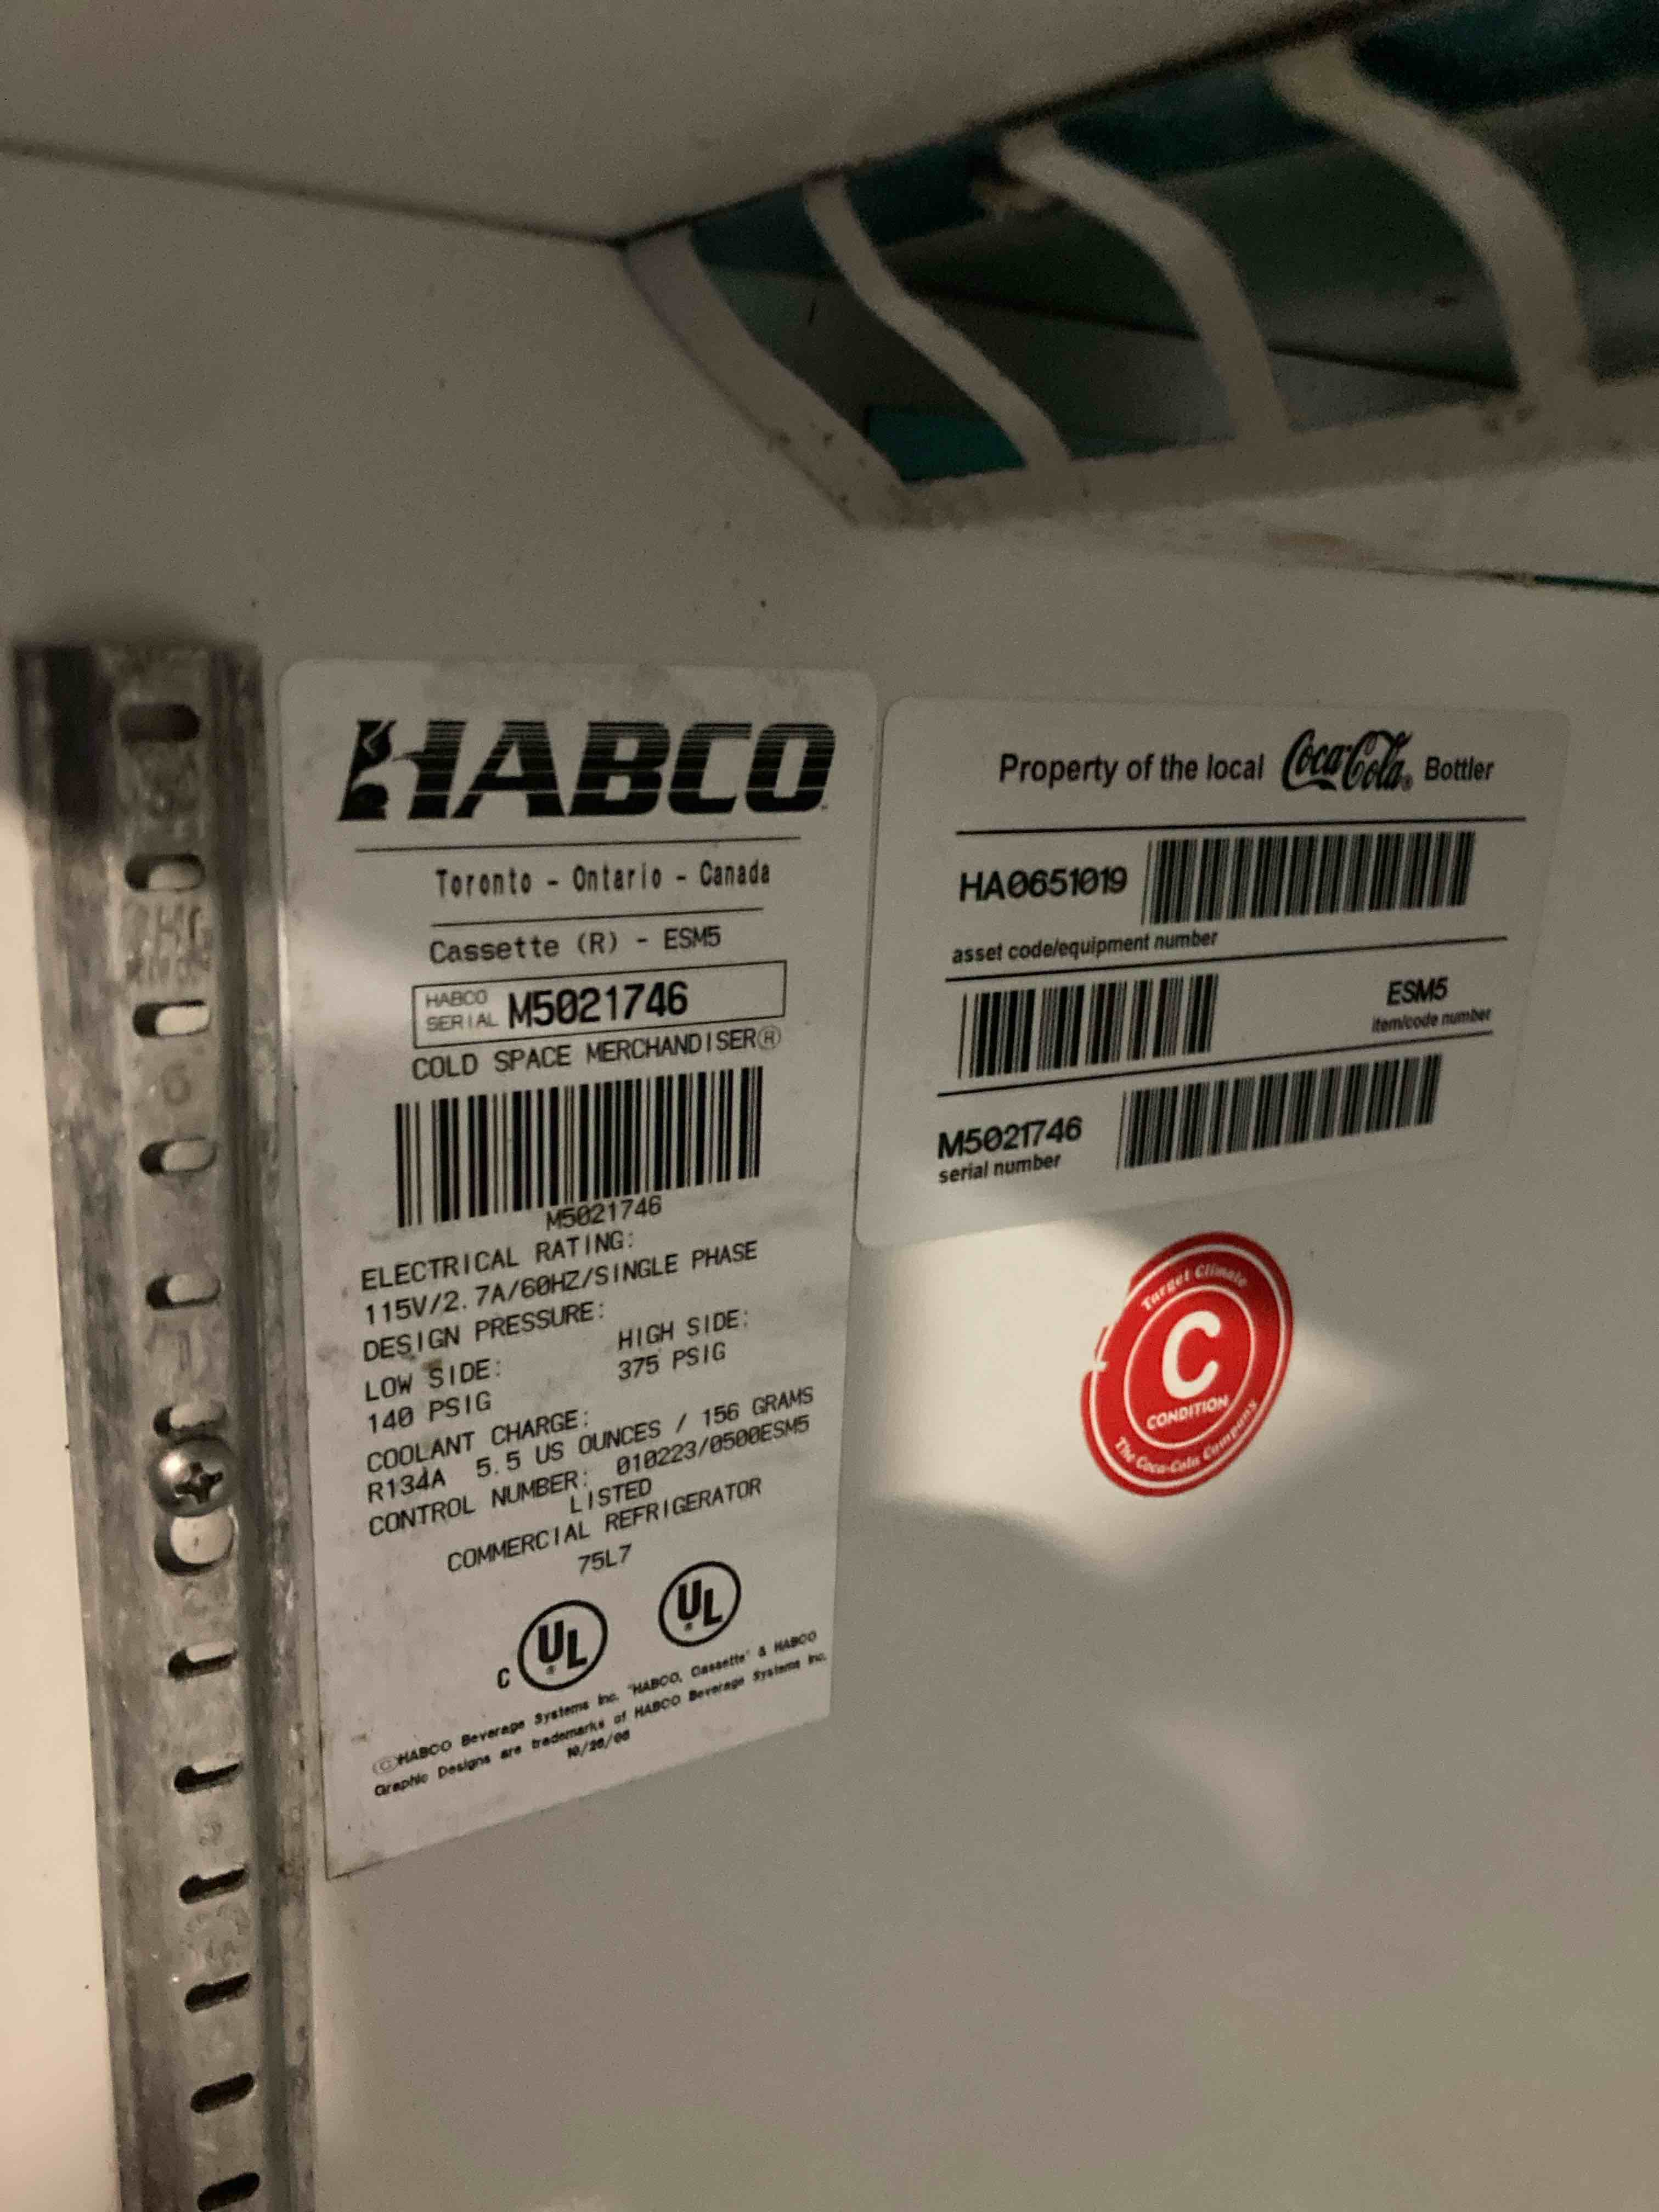 HABCO
Toronto - Ontario - Canada
Cassette (R) - ESM5
HABCO SERIAL M5021746
COLD SPACE MERCHANDISER®
M5021746
ELECTRICAL RATING:
115V/2.7A/60HZ/SINGLE PHASE
DESIGN PRESSURE:
LOW SIDE: HIGH SIDE:
140 PSIG 375 PSIG
COOLANT CHARGE:
R134A 5.5 US OUNCES / 156 GRAMS
CONTROL NUMBER: 010223/0500ESM5
LISTED
COMMERCIAL REFRIGERATOR
75L7
C UL® UL®
©HABCO Beverage Systems Inc. "HABCO, Cassette" & HABCO
Graphic Designs are trademarks of HABCO Beverage Systems Inc.
Property of the local Coca-Cola® Bottler
HA0651019
asset code/equipment number
ESM5
item/code number
M5021746
serial number
Target Climate
C
CONDITION
The Coca-Cola Company
6